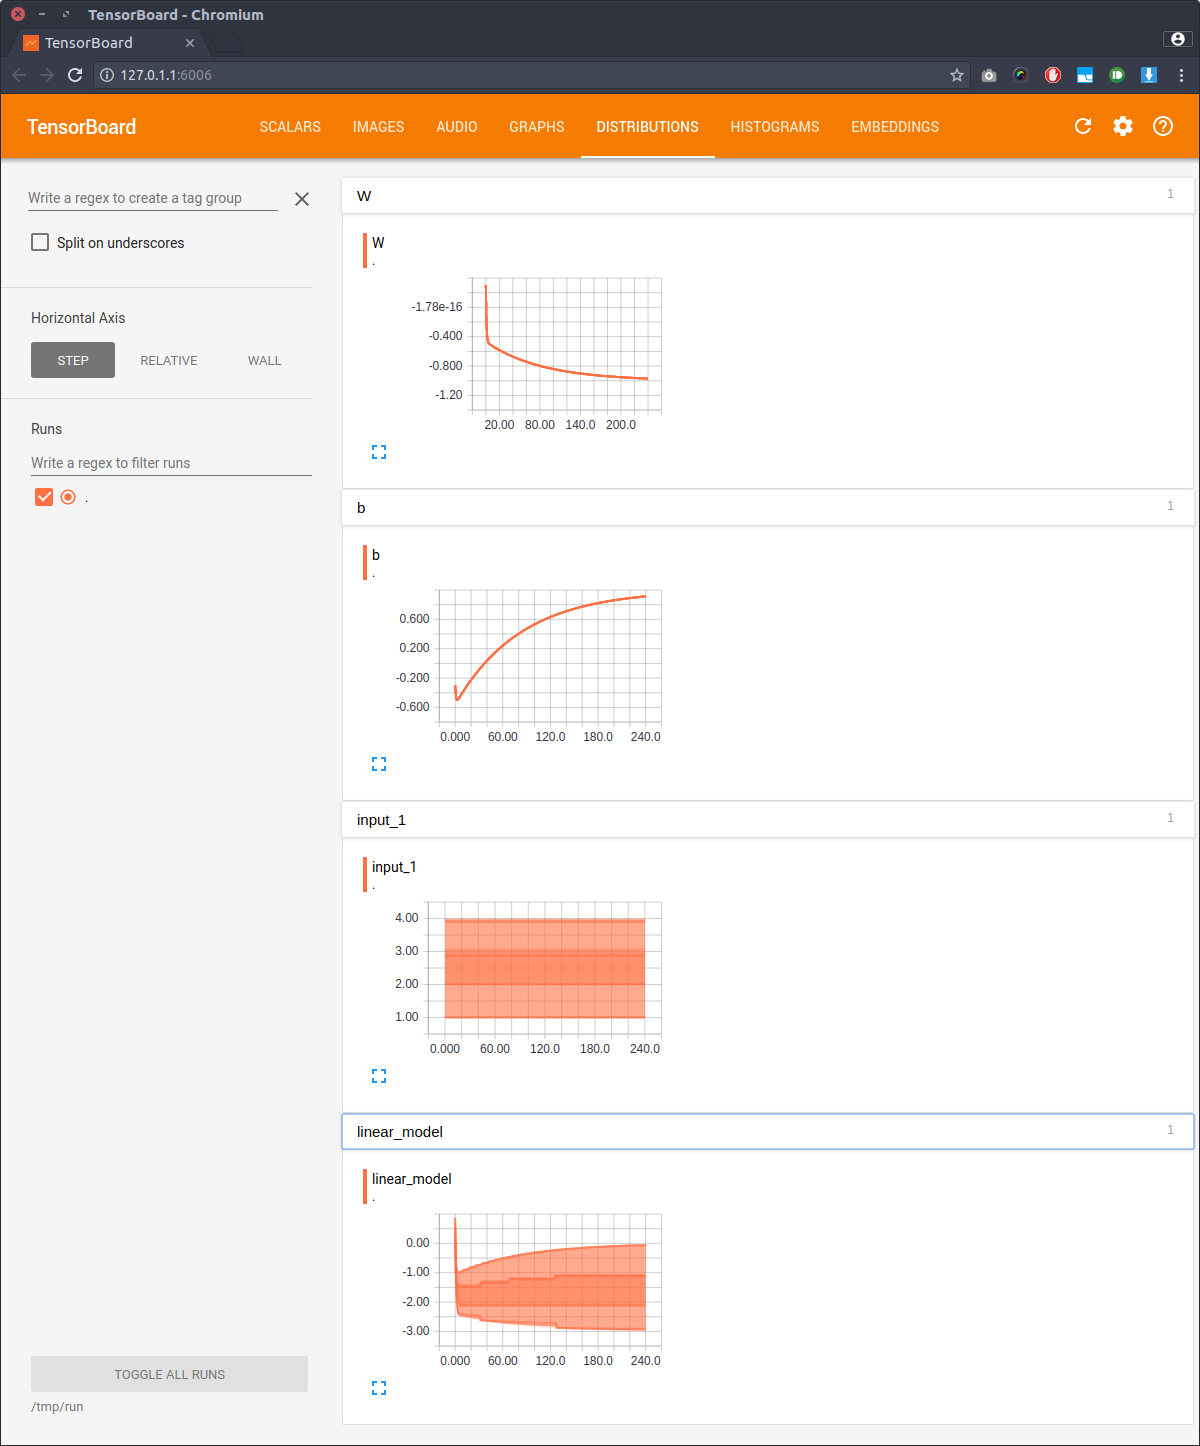 TensorBoard - Chromium
TensorBoard
127.0.1.1:6006
TensorBoard
SCALARS IMAGES AUDIO GRAPHS DISTRIBUTIONS HISTOGRAMS EMBEDDINGS
Write a regex to create a tag group
Split on underscores
Horizontal Axis
STEP RELATIVE WALL
Runs
Write a regex to filter runs
.
TOGGLE ALL RUNS
/tmp/run
W 1
W
.
-1.78e-16
-0.400
-0.800
-1.20
20.00 80.00 140.0 200.0
b 1
b
.
0.600
0.200
-0.200
-0.600
0.000 60.00 120.0 180.0 240.0
input_1 1
input_1
.
4.00
3.00
2.00
1.00
0.000 60.00 120.0 180.0 240.0
linear_model 1
linear_model
.
0.00
-1.00
-2.00
-3.00
0.000 60.00 120.0 180.0 240.0